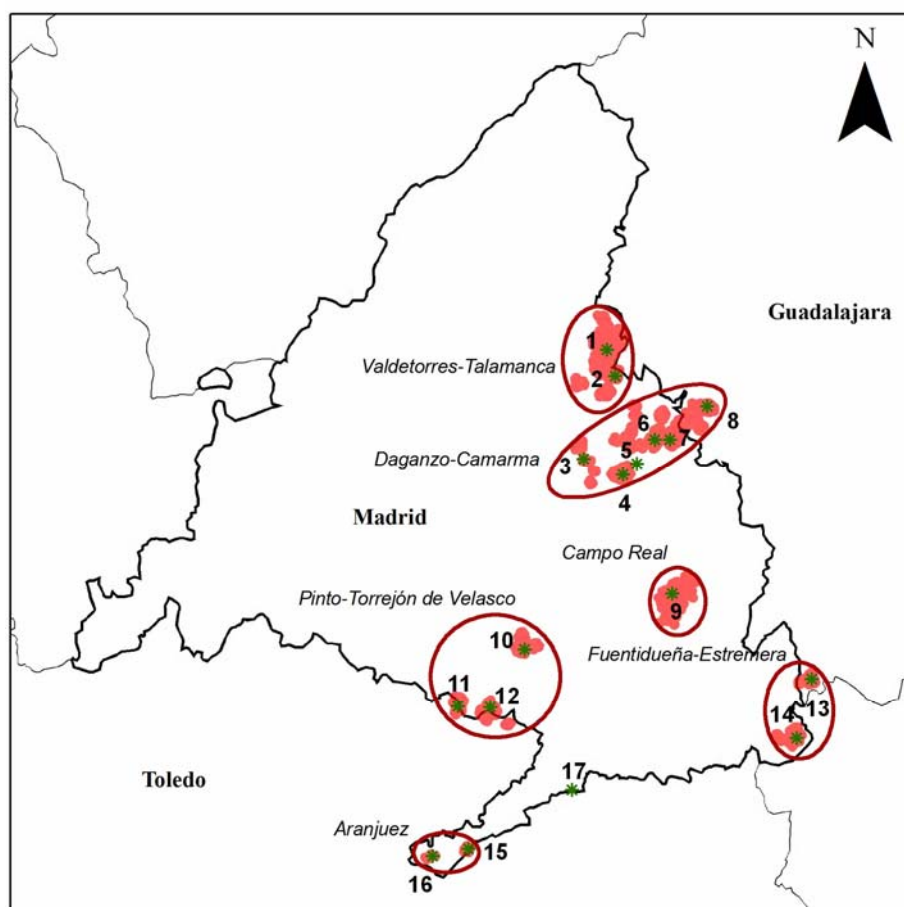 N
Guadalajara
1
Valdetorres-Talamanca
2
8
6
7
5
Daganzo-Camarma
3
4
Madrid
Campo Real
Pinto-Torrejón de Velasco
9
10
Fuentidueña-Estremera
11
12
13
14
Toledo
17
Aranjuez
15
16